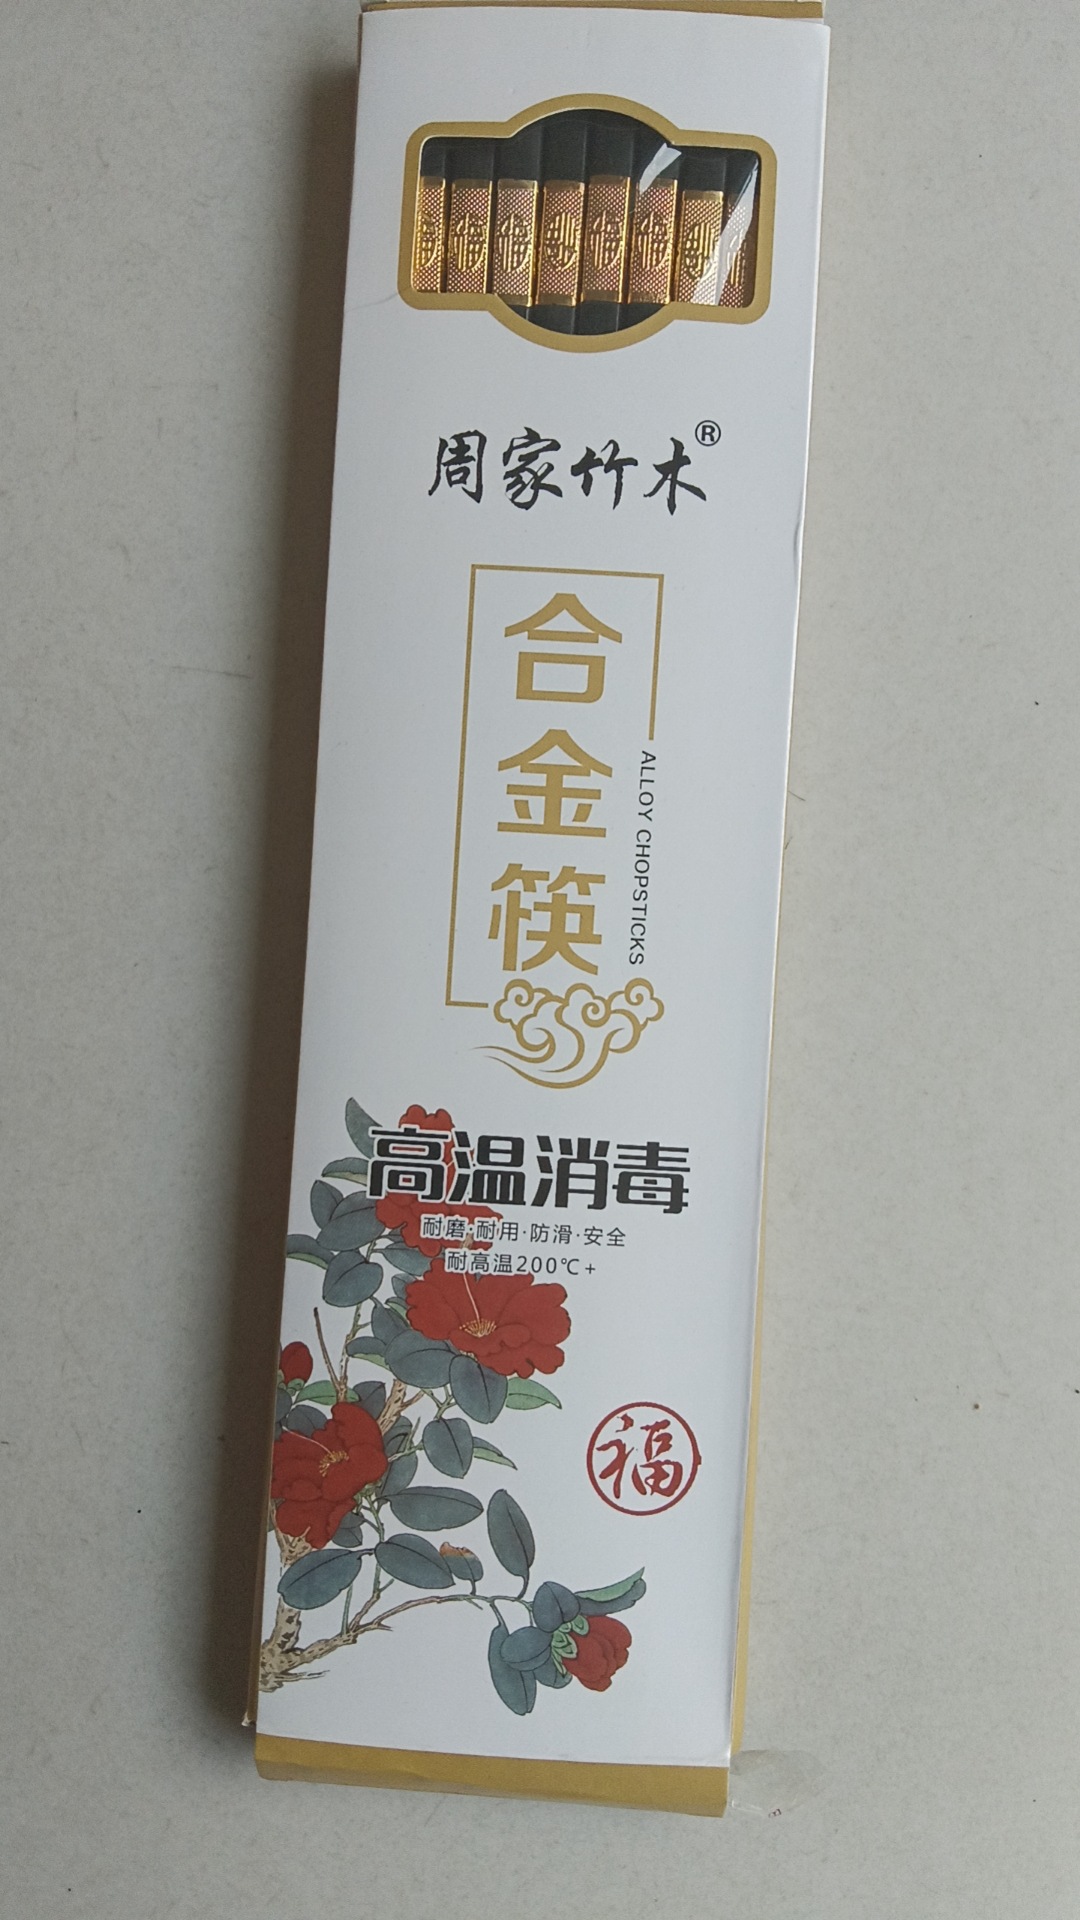 周家竹木®
合金筷
ALLOY CHOPSTICKS
高温消毒
耐磨·耐用·防滑·安全
耐高温200℃+
福